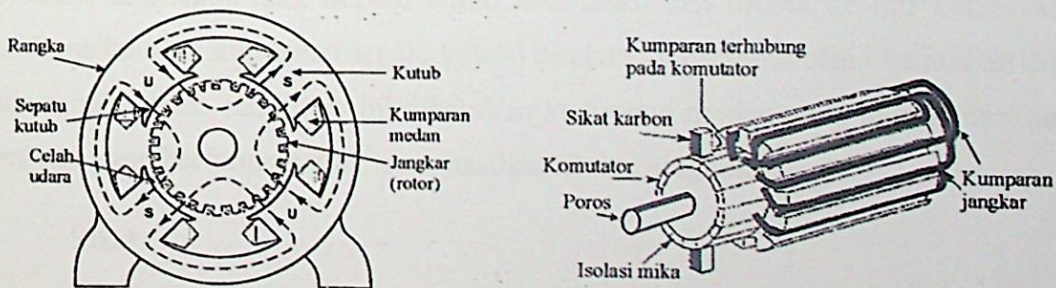 Rangka
Sepatu
kutub
Celah
udara
U
S
S
U
Kutub
Kumparan
medan
Jangkar
(rotor)
Kumparan terhubung
pada komutator
Sikat karbon
Komutator
Poros
Isolasi mika
Kumparan
jangkar